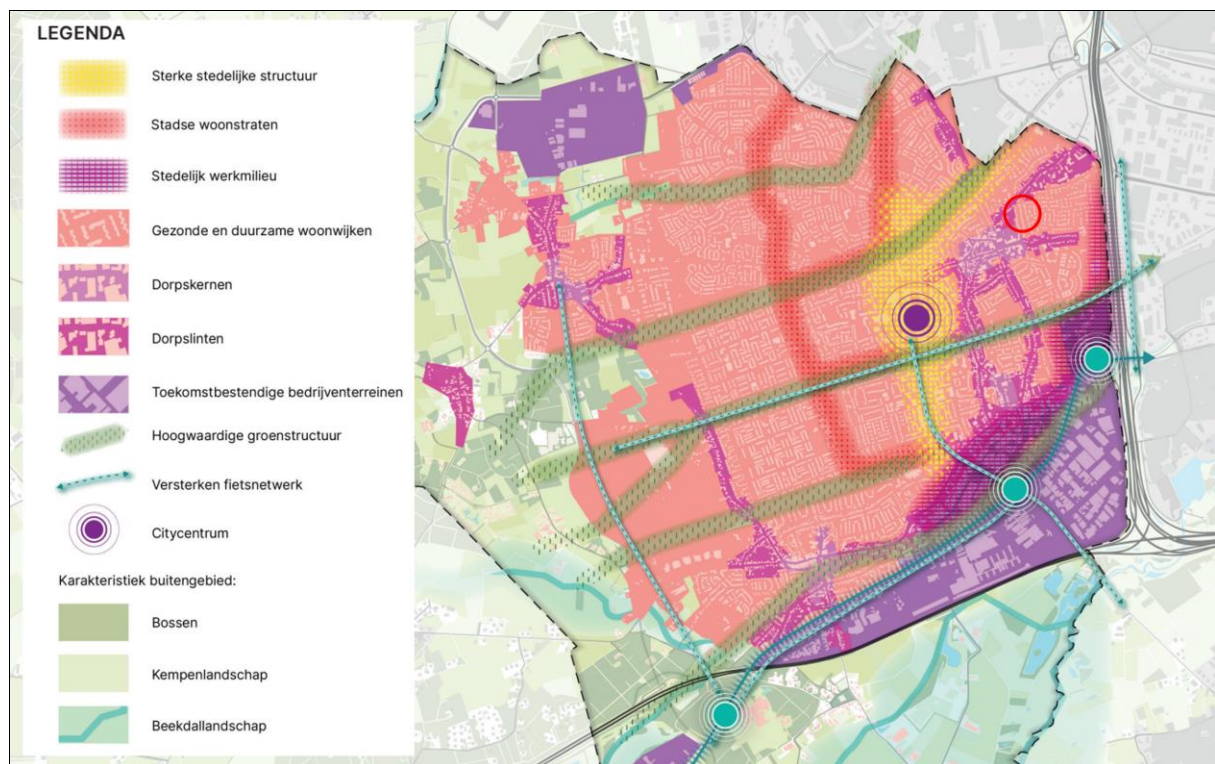 LEGENDA
Sterke stedelijke structuur
Stadse woonstraten
Stedelijk werkmilieu
Gezonde en duurzame woonwijken
Dorpskernen
Dorpslinten
Toekomstbestendige bedrijventerreinen
Hoogwaardige groenstructuur
Versterken fietsnetwerk
Citycentrum
Karakteristiek buitengebied:
Bossen
Kempenlandschap
Beekdallandschap